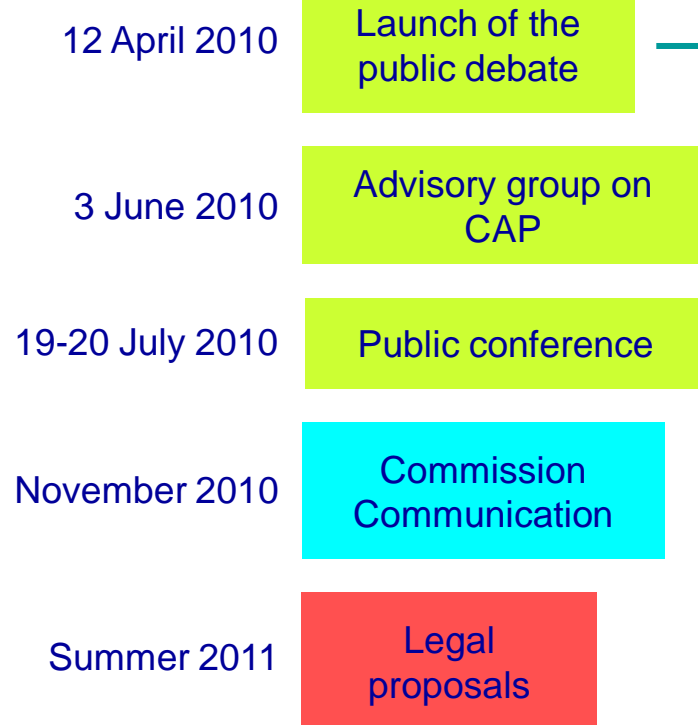 12 April 2010
Launch of the
public debate
3 June 2010
Advisory group on
CAP
19-20 July 2010
Public conference
November 2010
Commission
Communication
Summer 2011
Legal
proposals